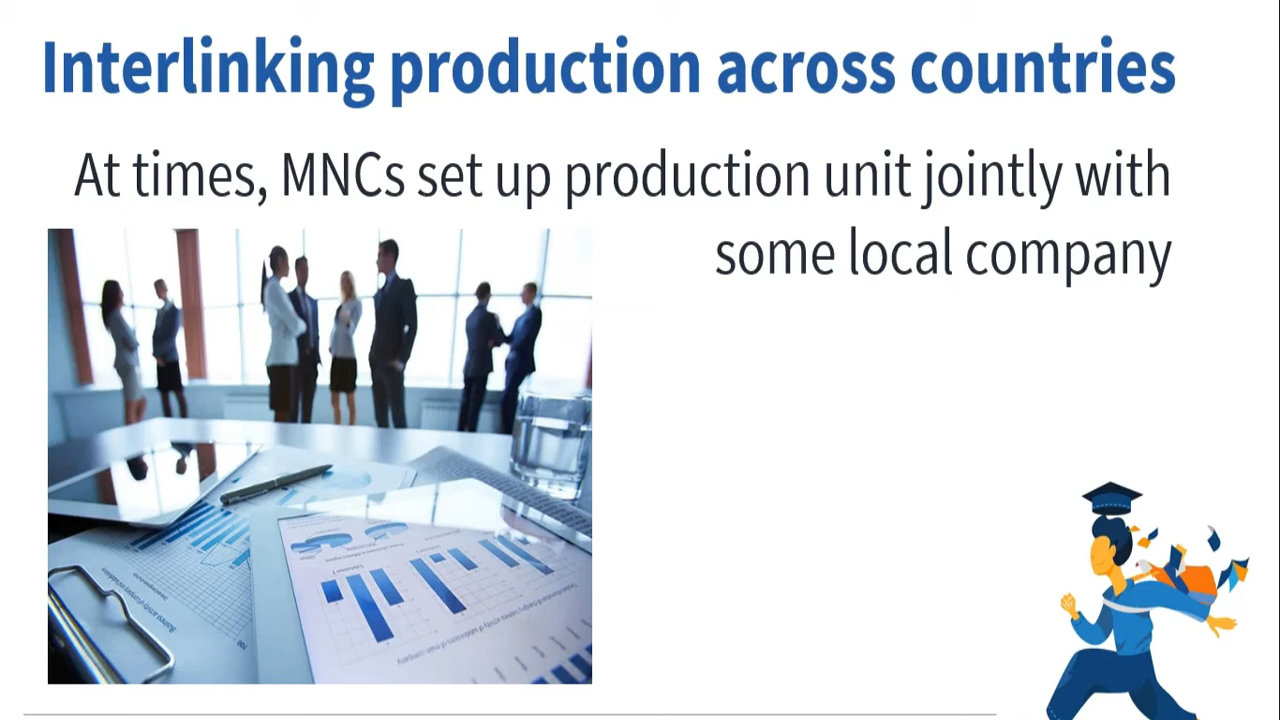 Interlinking production across countries
At times, MNCs set up production unit jointly with
some local company